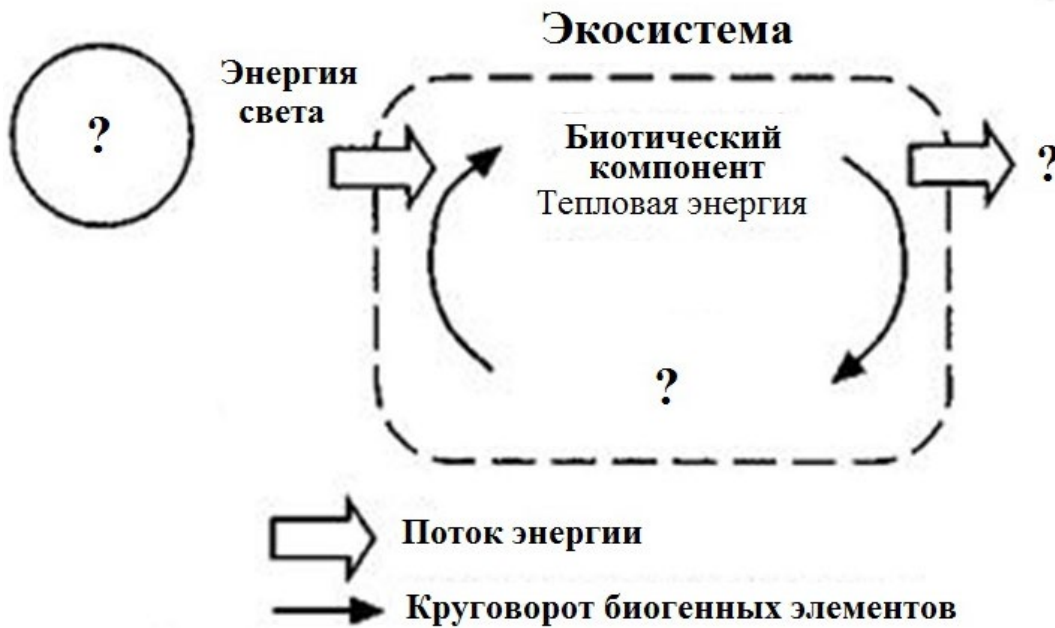 Экосистема
Энергия
света
?
Биотический
компонент
Тепловая энергия
?
?
Поток энергии
Круговорот биогенных элементов